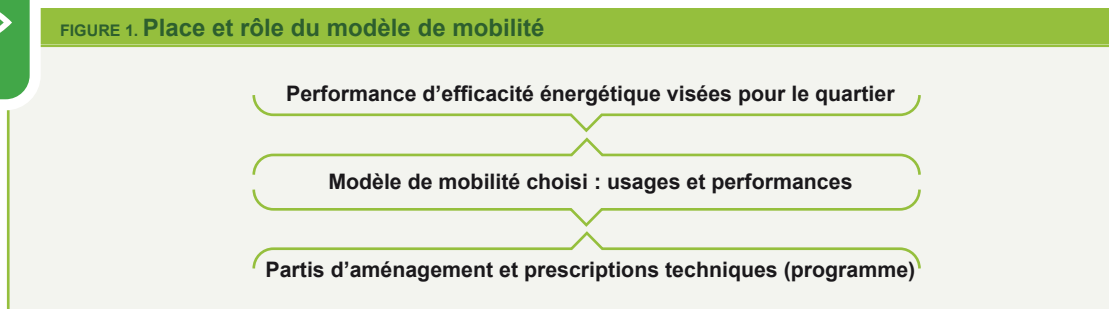 FIGURE 1. Place et rôle du modèle de mobilité
Performance d’efficacité énergétique visées pour le quartier
Modèle de mobilité choisi : usages et performances
Partis d’aménagement et prescriptions techniques (programme)